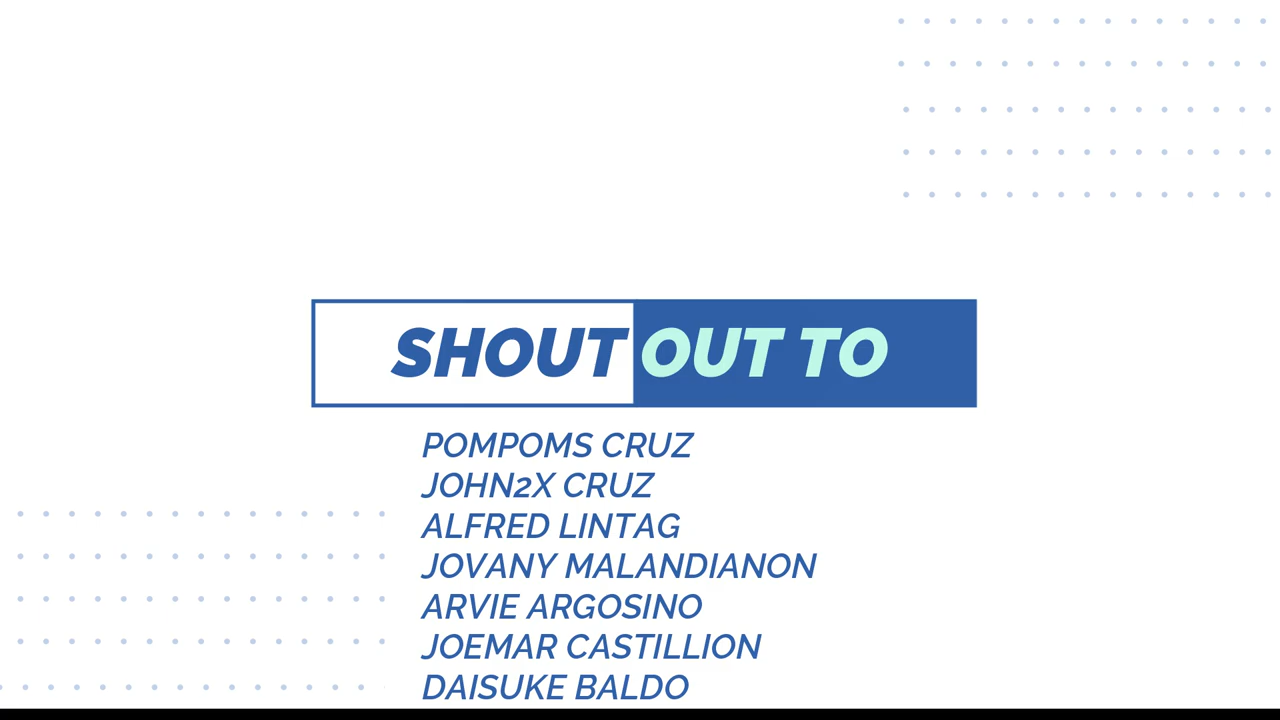 SHOUT OUT TO
POMPOMS CRUZ
JOHN2X CRUZ
ALFRED LINTAG
JOVANY MALANDIANON
ARVIE ARGOSINO
JOEMAR CASTILLION
DAISUKE BALDO